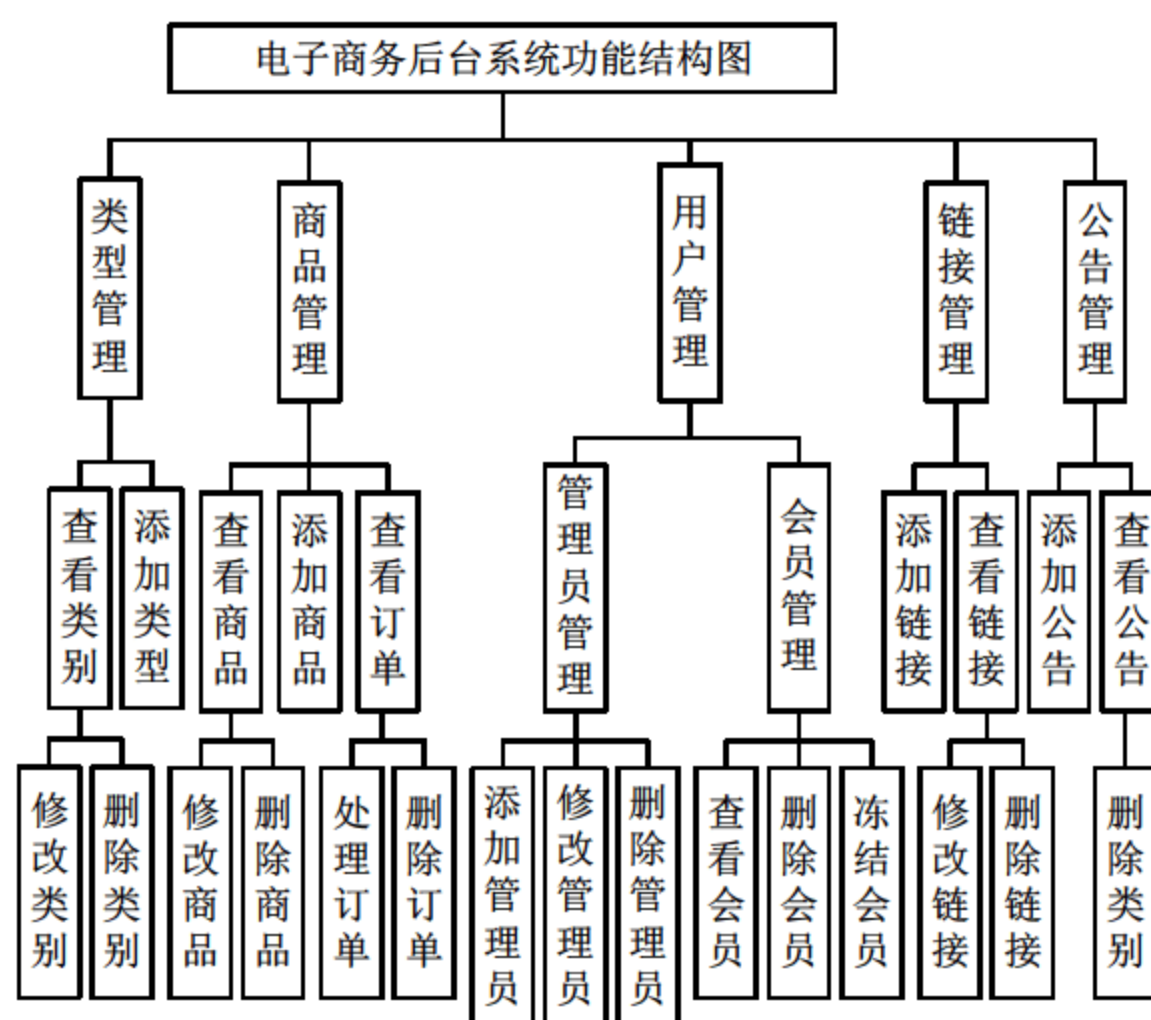 电子商务后台系统功能结构图
类型管理
商品管理
用户管理
链接管理
公告管理
查看类别
添加类型
查看商品
添加商品
查看订单
管理员管理
会员管理
添加链接
查看链接
添加公告
查看公告
修改类别
删除类别
修改商品
删除商品
处理订单
删除订单
添加管理员
修改管理员
删除管理员
查看会员
删除会员
冻结会员
修改链接
删除链接
删除类别